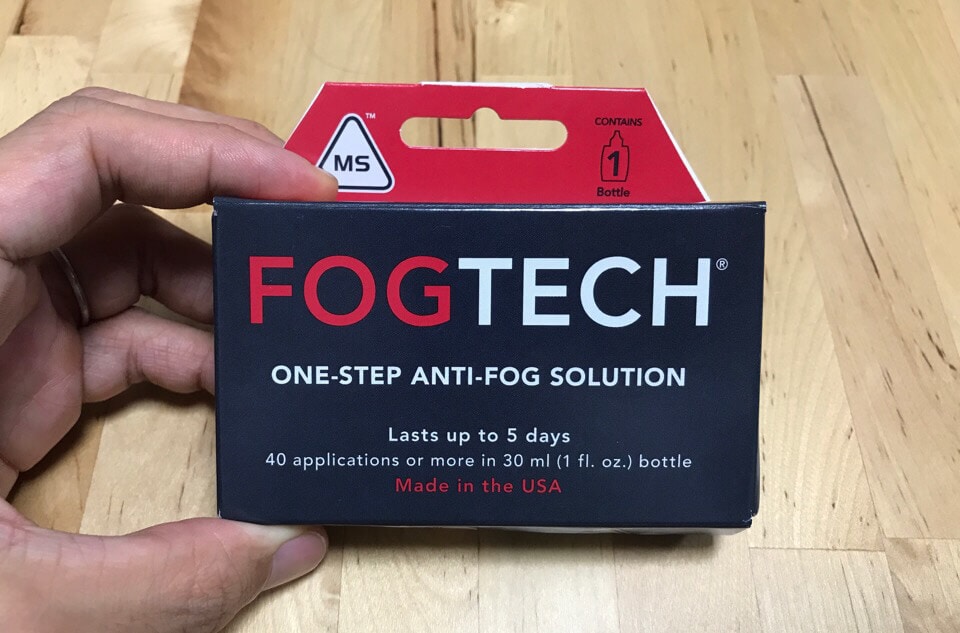 MS™
CONTAINS
1
Bottle
FOGTECH®
ONE-STEP ANTI-FOG SOLUTION
Lasts up to 5 days
40 applications or more in 30 ml (1 fl. oz.) bottle
Made in the USA